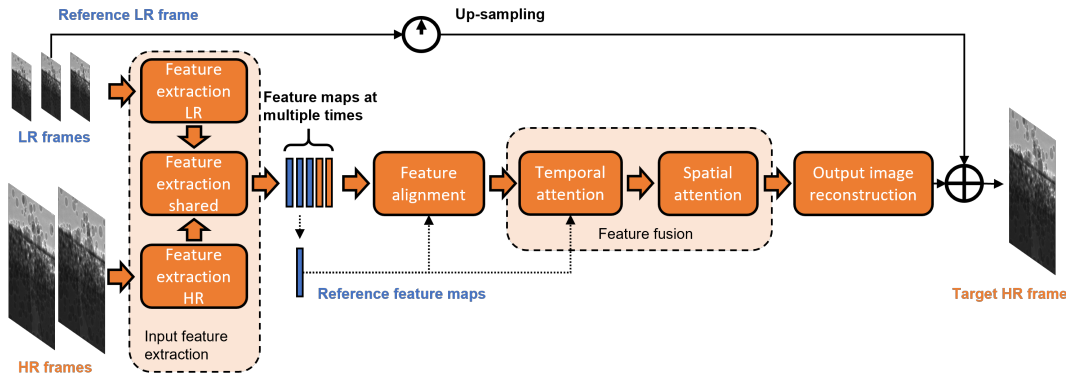 Reference LR frame
Up-sampling
LR frames
Feature
extraction
LR
Feature maps at
multiple times
Feature
extraction
shared
Feature
alignment
Temporal
attention
Spatial
attention
Output image
reconstruction
Feature fusion
Feature
extraction
HR
Reference feature maps
Target HR frame
Input feature
extraction
HR frames